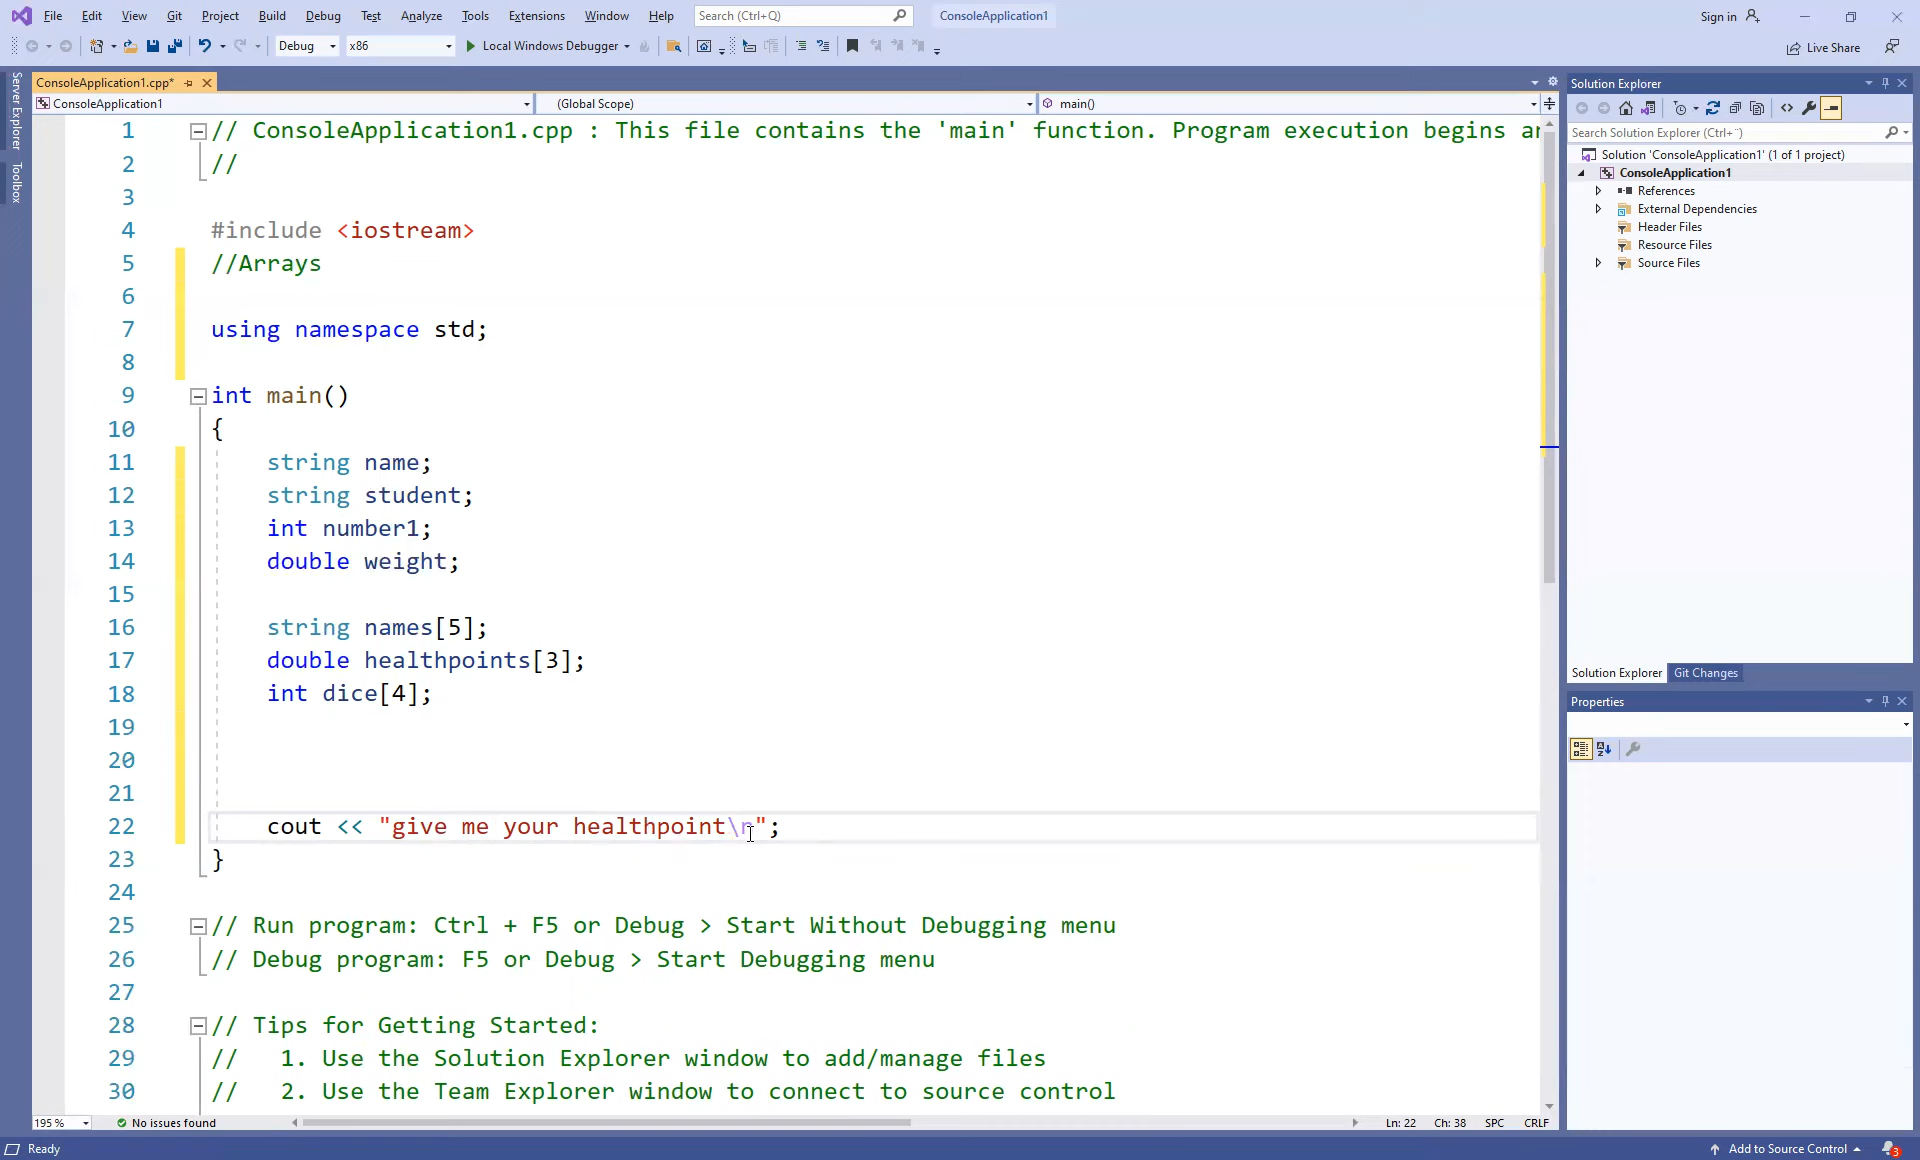 File Edit View Git Project Build Debug Test Analyze Tools Extensions Window Help Search (Ctrl+Q) ConsoleApplication1 Sign in
Debug x86 Local Windows Debugger Live Share
Server Explorer
Toolbox
ConsoleApplication1.cpp*
ConsoleApplication1 (Global Scope) main()
1 // ConsoleApplication1.cpp : This file contains the 'main' function. Program execution begins an
2 //
3
4 #include <iostream>
5 //Arrays
6
7 using namespace std;
8
9 int main()
10 {
11 string name;
12 string student;
13 int number1;
14 double weight;
15
16 string names[5];
17 double healthpoints[3];
18 int dice[4];
19
20
21
22 cout << "give me your healthpoint\n";
23 }
24
25 // Run program: Ctrl + F5 or Debug > Start Without Debugging menu
26 // Debug program: F5 or Debug > Start Debugging menu
27
28 // Tips for Getting Started:
29 //   1. Use the Solution Explorer window to add/manage files
30 //   2. Use the Team Explorer window to connect to source control
195 % No issues found Ln: 22 Ch: 38 SPC CRLF
Solution Explorer
Search Solution Explorer (Ctrl+¨)
Solution 'ConsoleApplication1' (1 of 1 project)
ConsoleApplication1
References
External Dependencies
Header Files
Resource Files
Source Files
Solution Explorer Git Changes
Properties
Ready Add to Source Control 3